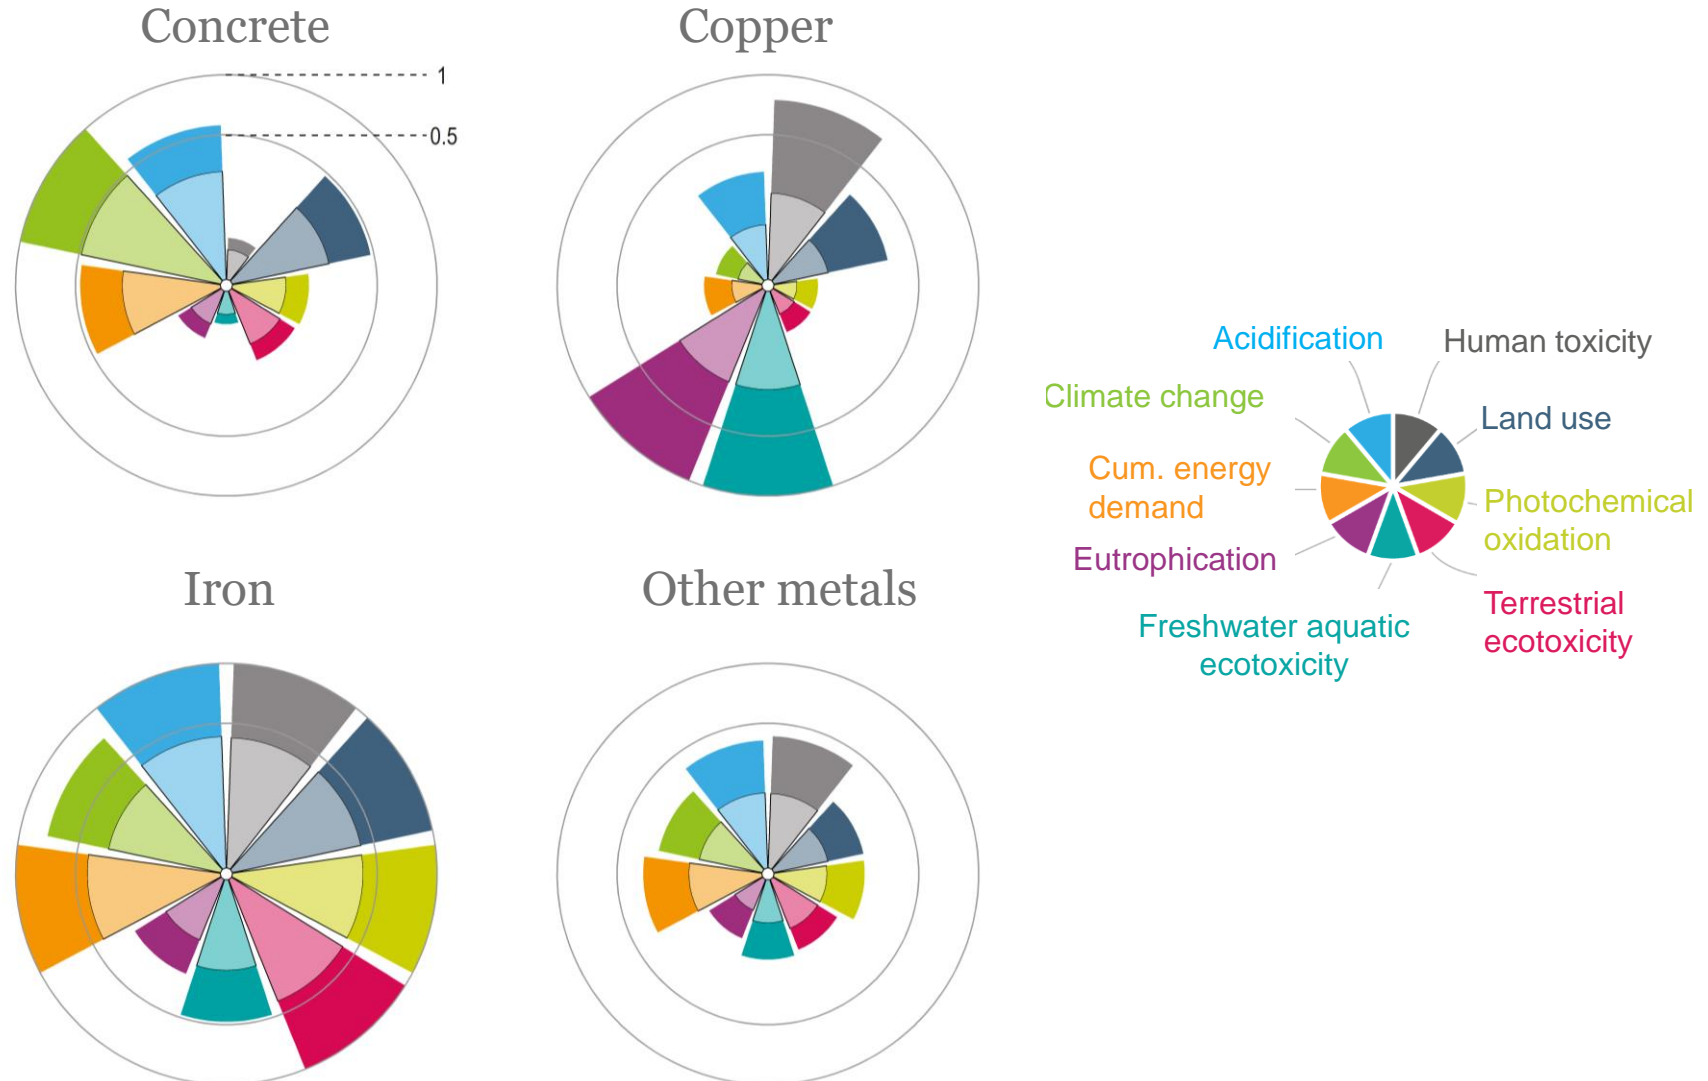 Concrete
Copper
1
0.5
Acidification
Human toxicity
Climate change
Land use
Cum. energy
demand
Photochemical
oxidation
Eutrophication
Iron
Other metals
Terrestrial
ecotoxicity
Freshwater aquatic
ecotoxicity